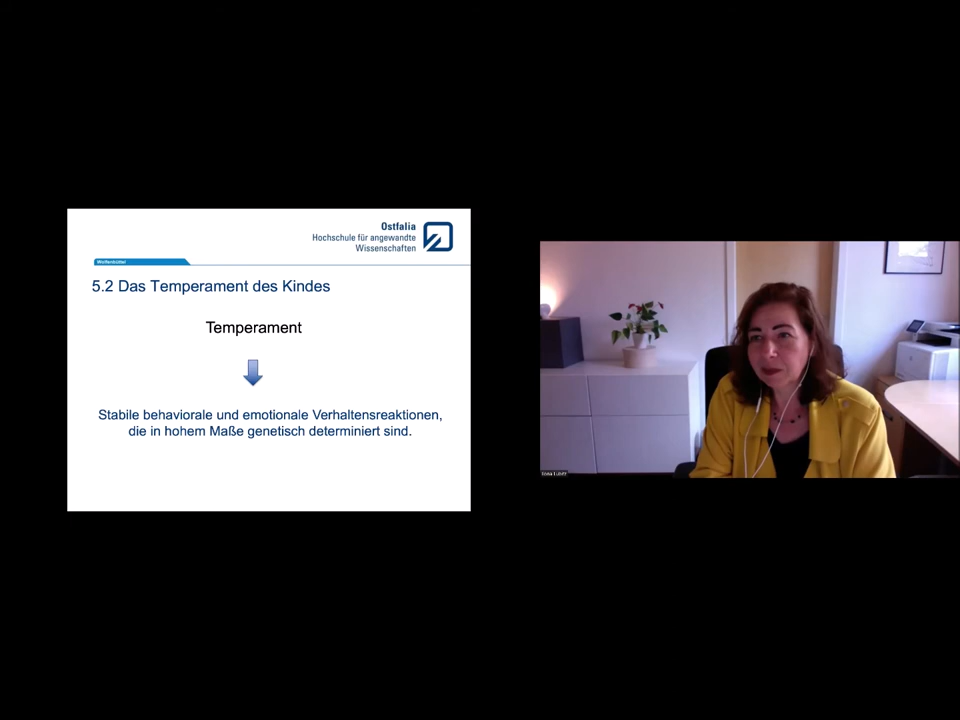 Ostfalia
Hochschule für angewandte
Wissenschaften
Wolfenbüttel
5.2 Das Temperament des Kindes
Temperament
Stabile behaviorale und emotionale Verhaltensreaktionen,
die in hohem Maße genetisch determiniert sind.